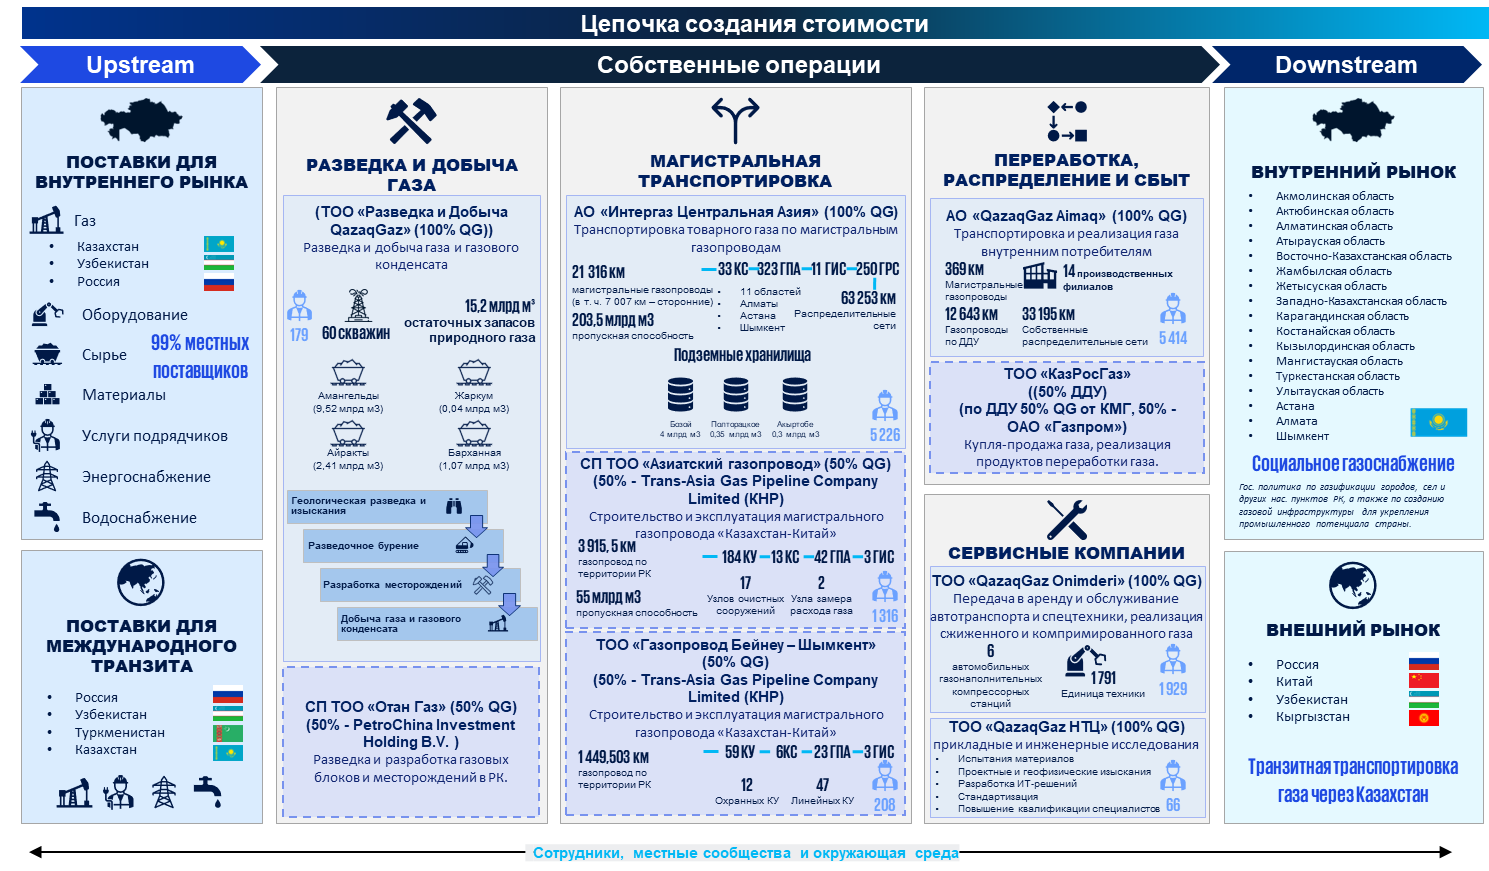 Цепочка создания стоимости
Upstream
Собственные операции
Downstream
ПОСТАВКИ ДЛЯ
ВНУТРЕННЕГО РЫНКА
Газ
• Казахстан
• Узбекистан
• Россия
Оборудование
Сырье
99% местных
поставщиков
Материалы
Услуги подрядчиков
Энергоснабжение
Водоснабжение
ПОСТАВКИ ДЛЯ
МЕЖДУНАРОДНОГО
ТРАНЗИТА
• Россия
• Узбекистан
• Туркменистан
• Казахстан
РАЗВЕДКА И ДОБЫЧА
ГАЗА
(ТОО «Разведка и Добыча
QazaqGaz» (100% QG))
Разведка и добыча газа и газового
конденсата
179
60 скважин
15,2 млрд м³
остаточных запасов
природного газа
Амангельды
(9,52 млрд м3)
Жаркум
(0,04 млрд м3)
Айракты
(2,41 млрд м3)
Барханная
(1,07 млрд м3)
Геологическая разведка и
изыскания
Разведочное бурение
Разработка месторождений
Добыча газа и газового
конденсата
СП ТОО «Отан Газ» (50% QG)
(50% - PetroChina Investment
Holding B.V. )
Разведка и разработка газовых
блоков и месторождений в РК.
МАГИСТРАЛЬНАЯ
ТРАНСПОРТИРОВКА
АО «Интергаз Центральная Азия» (100% QG)
Транспортировка товарного газа по магистральным
газопроводам
21 316 км
магистральные газопроводы
(в т. ч. 7 007 км – сторонние)
203,5 млрд м3
пропускная способность
33 КС 323 ГПА 11 ГИС 250 ГРС
• 11 областей
• Алматы
• Астана
• Шымкент
63 253 км
Распределительные
сети
Подземные хранилища
Бозой
4 млрд м3
Полторацкое
0,35 млрд м3
Акыртобе
0,3 млрд м3
5 226
СП ТОО «Азиатский газопровод» (50% QG)
(50% - Trans-Asia Gas Pipeline Company
Limited (КНР)
Строительство и эксплуатация магистрального
газопровода «Казахстан-Китай»
3 915, 5 км
газопровод по
территории РК
55 млрд м3
пропускная способность
184 КУ 13 КС 42 ГПА 3 ГИС
17
Узлов очистных
сооружений
2
Узла замера
расхода газа
1 316
ТОО «Газопровод Бейнеу – Шымкент»
(50% QG)
(50% - Trans-Asia Gas Pipeline Company
Limited (КНР)
Строительство и эксплуатация магистрального
газопровода «Казахстан-Китай»
1 449,503 км
газопровод по
территории РК
59 КУ 6КС 23 ГПА 3 ГИС
12
Охранных КУ
47
Линейных КУ
208
ПЕРЕРАБОТКА,
РАСПРЕДЕЛЕНИЕ И СБЫТ
АО «QazaqGaz Aimaq» (100% QG)
Транспортировка и реализация газа
внутренним потребителям
369 км
Магистральные
газопроводы
14 производственных
филиалов
12 643 км
Газопроводы
по ДДУ
33 195 км
Собственные
распределительные сети
5 414
ТОО «КазРосГаз»
((50% ДДУ)
(по ДДУ 50% QG от КМГ, 50% -
ОАО «Газпром»)
Купля-продажа газа, реализация
продуктов переработки газа.
СЕРВИСНЫЕ КОМПАНИИ
ТОО «QazaqGaz Onimderi» (100% QG)
Передача в аренду и обслуживание
автотранспорта и спецтехники, реализация
сжиженного и компримированного газа
6
автомобильных
газонаполнительных
компрессорных
станций
1 791
Единица техники
1 929
ТОО «QazaqGaz НТЦ» (100% QG)
прикладные и инженерные исследования
• Испытания материалов
• Проектные и геофизические изыскания
• Разработка ИТ-решений
• Стандартизация
• Повышение квалификации специалистов
66
ВНУТРЕННИЙ РЫНОК
• Акмолинская область
• Актюбинская область
• Алматинская область
• Атырауская область
• Восточно-Казахстанская область
• Жамбылская область
• Жетысуская область
• Западно-Казахстанская область
• Карагандинская область
• Костанайская область
• Кызылординская область
• Мангистауская область
• Туркестанская область
• Улытауская область
• Астана
• Алмата
• Шымкент
Социальное газоснабжение
Гос. политика по газификации городов, сел и
других нас. пунктов РК, а также по созданию
газовой инфраструктуры для укрепления
промышленного потенциала страны.
ВНЕШНИЙ РЫНОК
• Россия
• Китай
• Узбекистан
• Кыргызстан
Транзитная транспортировка
газа через Казахстан
Сотрудники, местные сообщества и окружающая среда